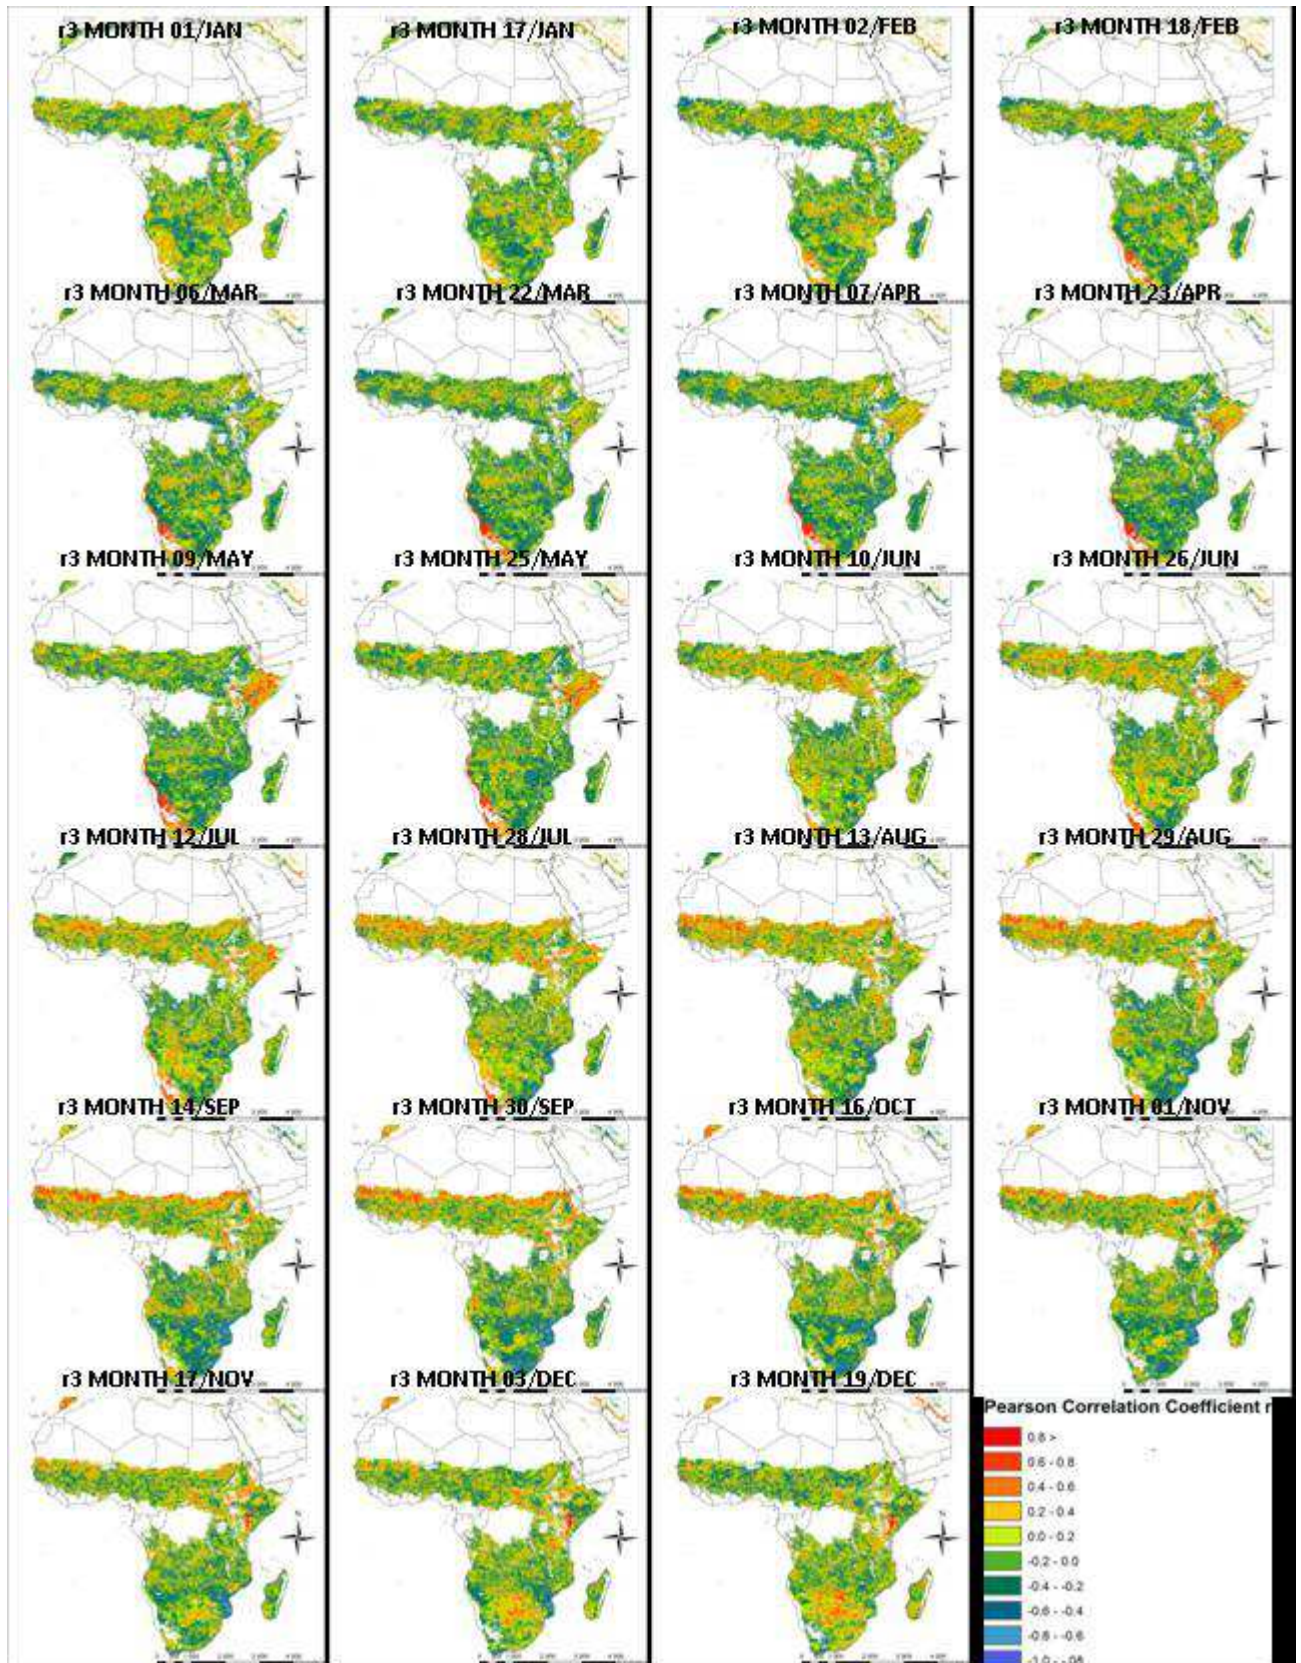 r3 MONTH 01/JAN
r3 MONTH 17/JAN
r3 MONTH 02/FEB
r3 MONTH 18/FEB
r3 MONTH 06/MAR
r3 MONTH 22/MAR
r3 MONTH 07/APR
r3 MONTH 23/APR
r3 MONTH 09/MAY
r3 MONTH 25/MAY
r3 MONTH 10/JUN
r3 MONTH 26/JUN
r3 MONTH 12/JUL
r3 MONTH 28/JUL
r3 MONTH 13/AUG
r3 MONTH 29/AUG
r3 MONTH 14/SEP
r3 MONTH 30/SEP
r3 MONTH 16/OCT
r3 MONTH 01/NOV
r3 MONTH 17/NOV
r3 MONTH 03/DEC
r3 MONTH 19/DEC
Pearson Correlation Coefficient r
0.8 >
0.6 - 0.8
0.4 - 0.6
0.2 - 0.4
0.0 - 0.2
-0.2 - 0.0
-0.4 - -0.2
-0.6 - -0.4
-0.8 - -0.6